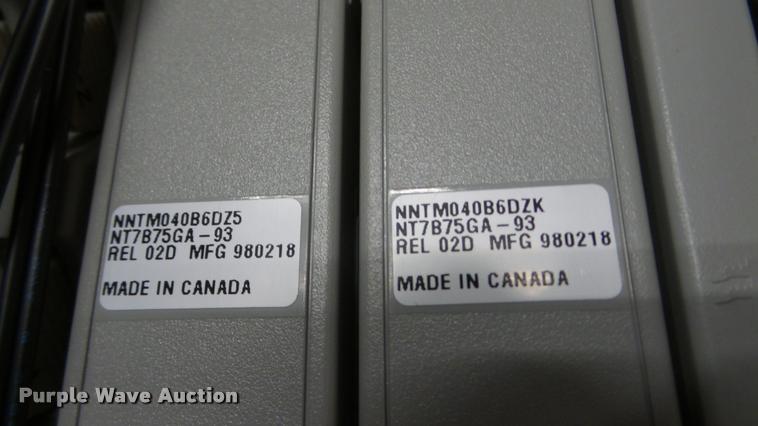 NNTM040B6DZ5
NT7B75GA-93
REL 02D MFG 980218
MADE IN CANADA
NNTM040B6DZK
NT7B75GA-93
REL 02D MFG 980218
MADE IN CANADA
Purple Wave Auction